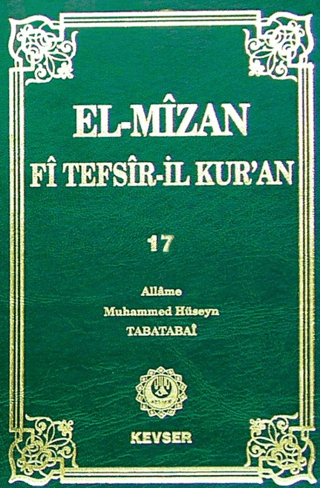 EL-MÎZAN
FÎ TEFSÎR-İL KUR'AN
17
Allâme
Muhammed Hüseyn
TABATABAÎ
KEVSER